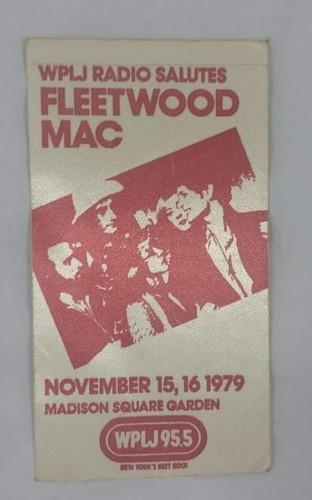 WPLJ RADIO SALUTES
FLEETWOOD
MAC
NOVEMBER 15, 16 1979
MADISON SQUARE GARDEN
WPLJ 95.5
NEW YORK'S BEST ROCK